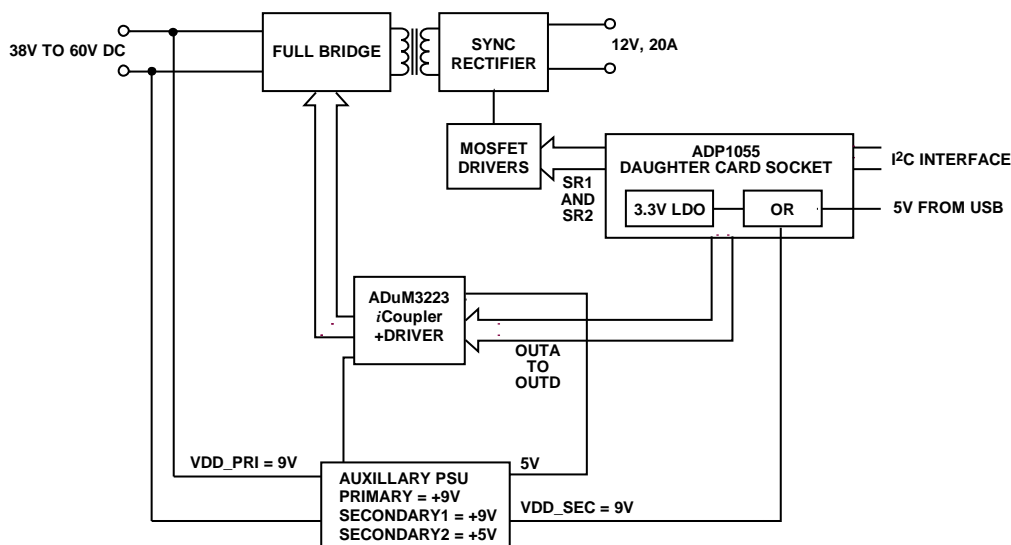 38V TO 60V DC
FULL BRIDGE
SYNC
RECTIFIER
12V, 20A
MOSFET
DRIVERS
SR1
AND
SR2
ADP1055
DAUGHTER CARD SOCKET
3.3V LDO
OR
I²C INTERFACE
5V FROM USB
ADuM3223
iCoupler
+DRIVER
OUTA
TO
OUTD
VDD_PRI = 9V
5V
AUXILLARY PSU
PRIMARY = +9V
SECONDARY1 = +9V
SECONDARY2 = +5V
VDD_SEC = 9V